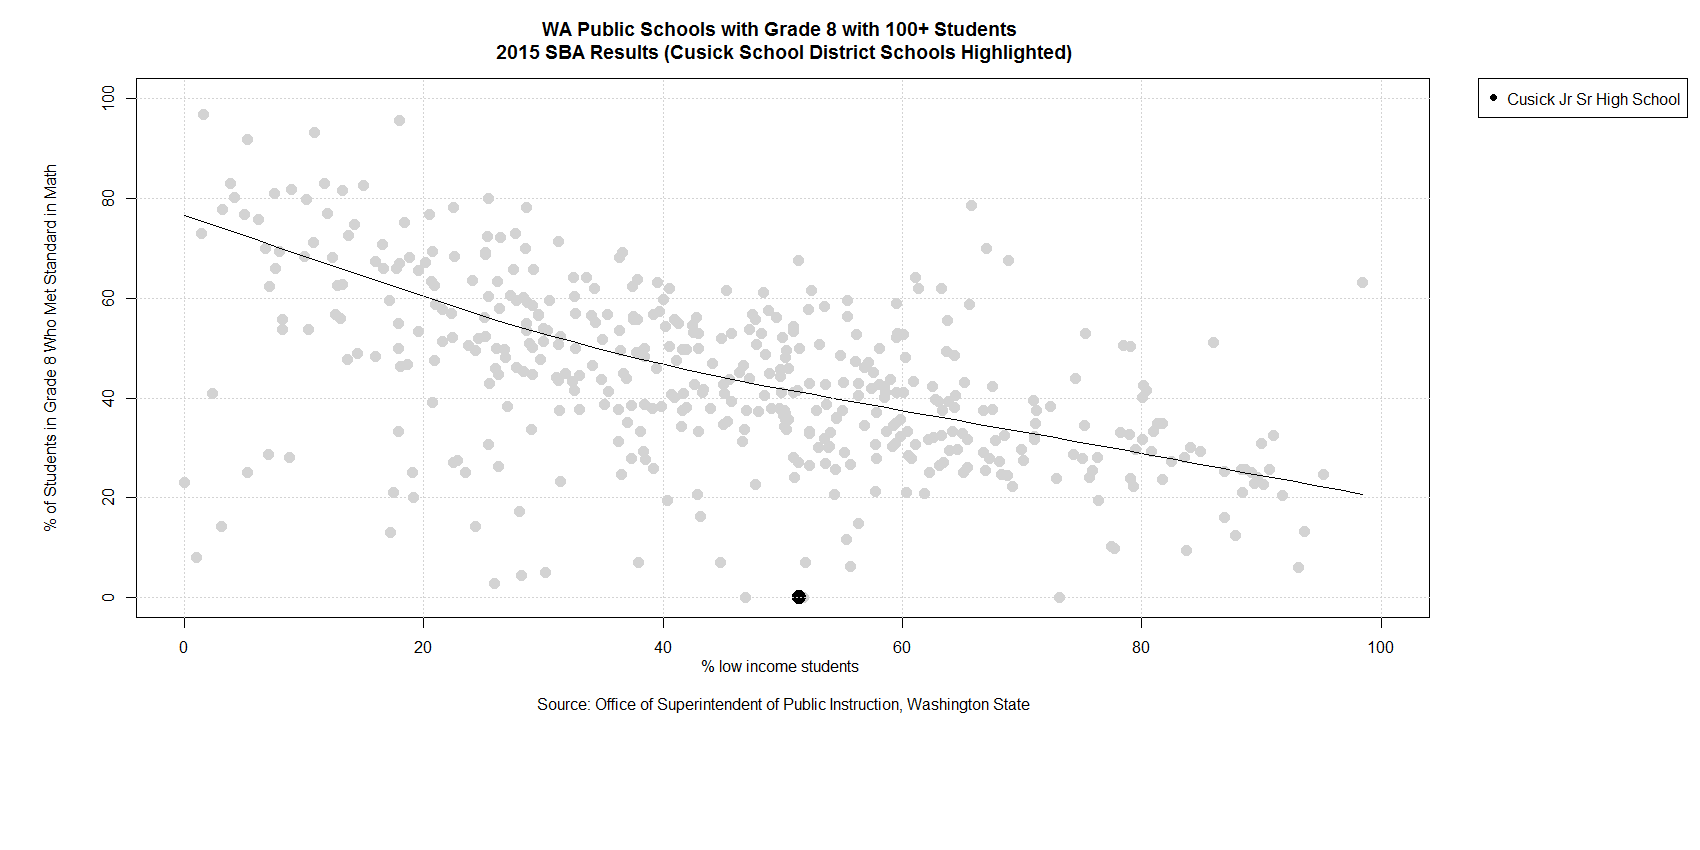 WA Public Schools with Grade 8 with 100+ Students
2015 SBA Results (Cusick School District Schools Highlighted)
Cusick Jr Sr High School
% of Students in Grade 8 Who Met Standard in Math
100
80
60
40
20
0
0 20 40 60 80 100
% low income students
Source: Office of Superintendent of Public Instruction, Washington State